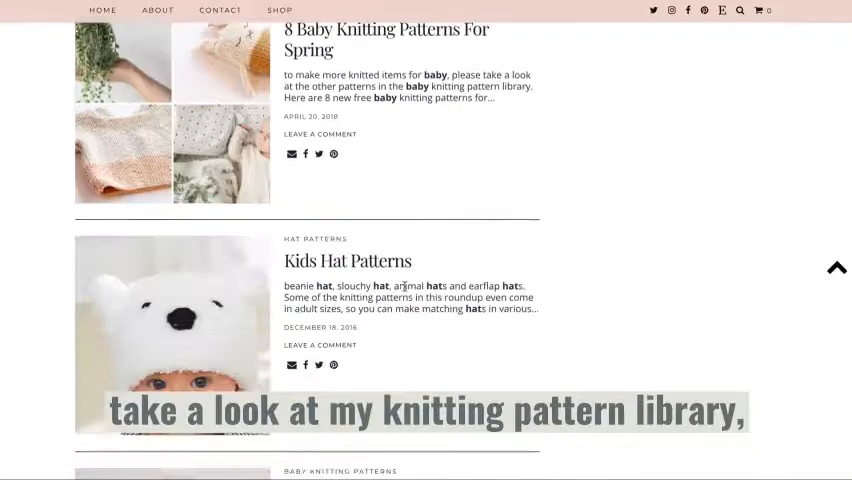 HOME ABOUT CONTACT SHOP 0
8 Baby Knitting Patterns For
Spring
to make more knitted items for baby, please take a look
at the other patterns in the baby knitting pattern library.
Here are 8 new free baby knitting patterns for...
APRIL 20, 2018
LEAVE A COMMENT
HAT PATTERNS
Kids Hat Patterns
beanie hat, slouchy hat, animal hats and earflap hats.
Some of the knitting patterns in this roundup even come
in adult sizes, so you can make matching hats in various...
DECEMBER 18, 2016
LEAVE A COMMENT
take a look at my knitting pattern library,
BABY KNITTING PATTERNS